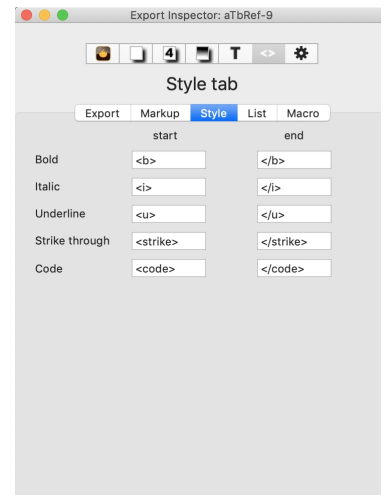 Export Inspector: aTbRef-9
4 T <>
Style tab
Export Markup Style List Macro
start end
Bold <b> </b>
Italic <i> </i>
Underline <u> </u>
Strike through <strike> </strike>
Code <code> </code>